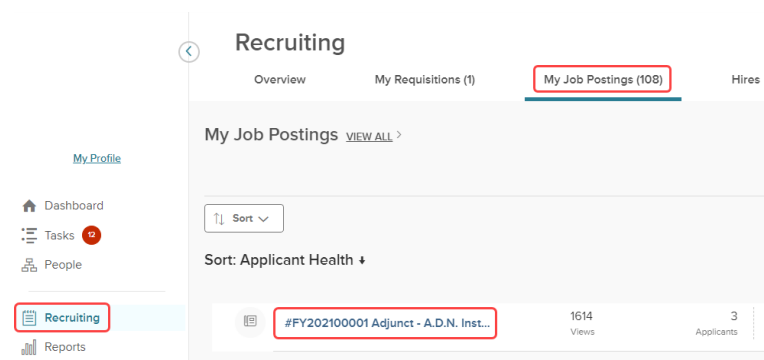 Recruiting
Overview My Requisitions (1) My Job Postings (108) Hires
My Job Postings VIEW ALL >
My Profile
Dashboard
Tasks 12
People
Recruiting
Reports
Sort
Sort: Applicant Health ↓
#FY202100001 Adjunct - A.D.N. Inst... 1614 3
Views Applicants